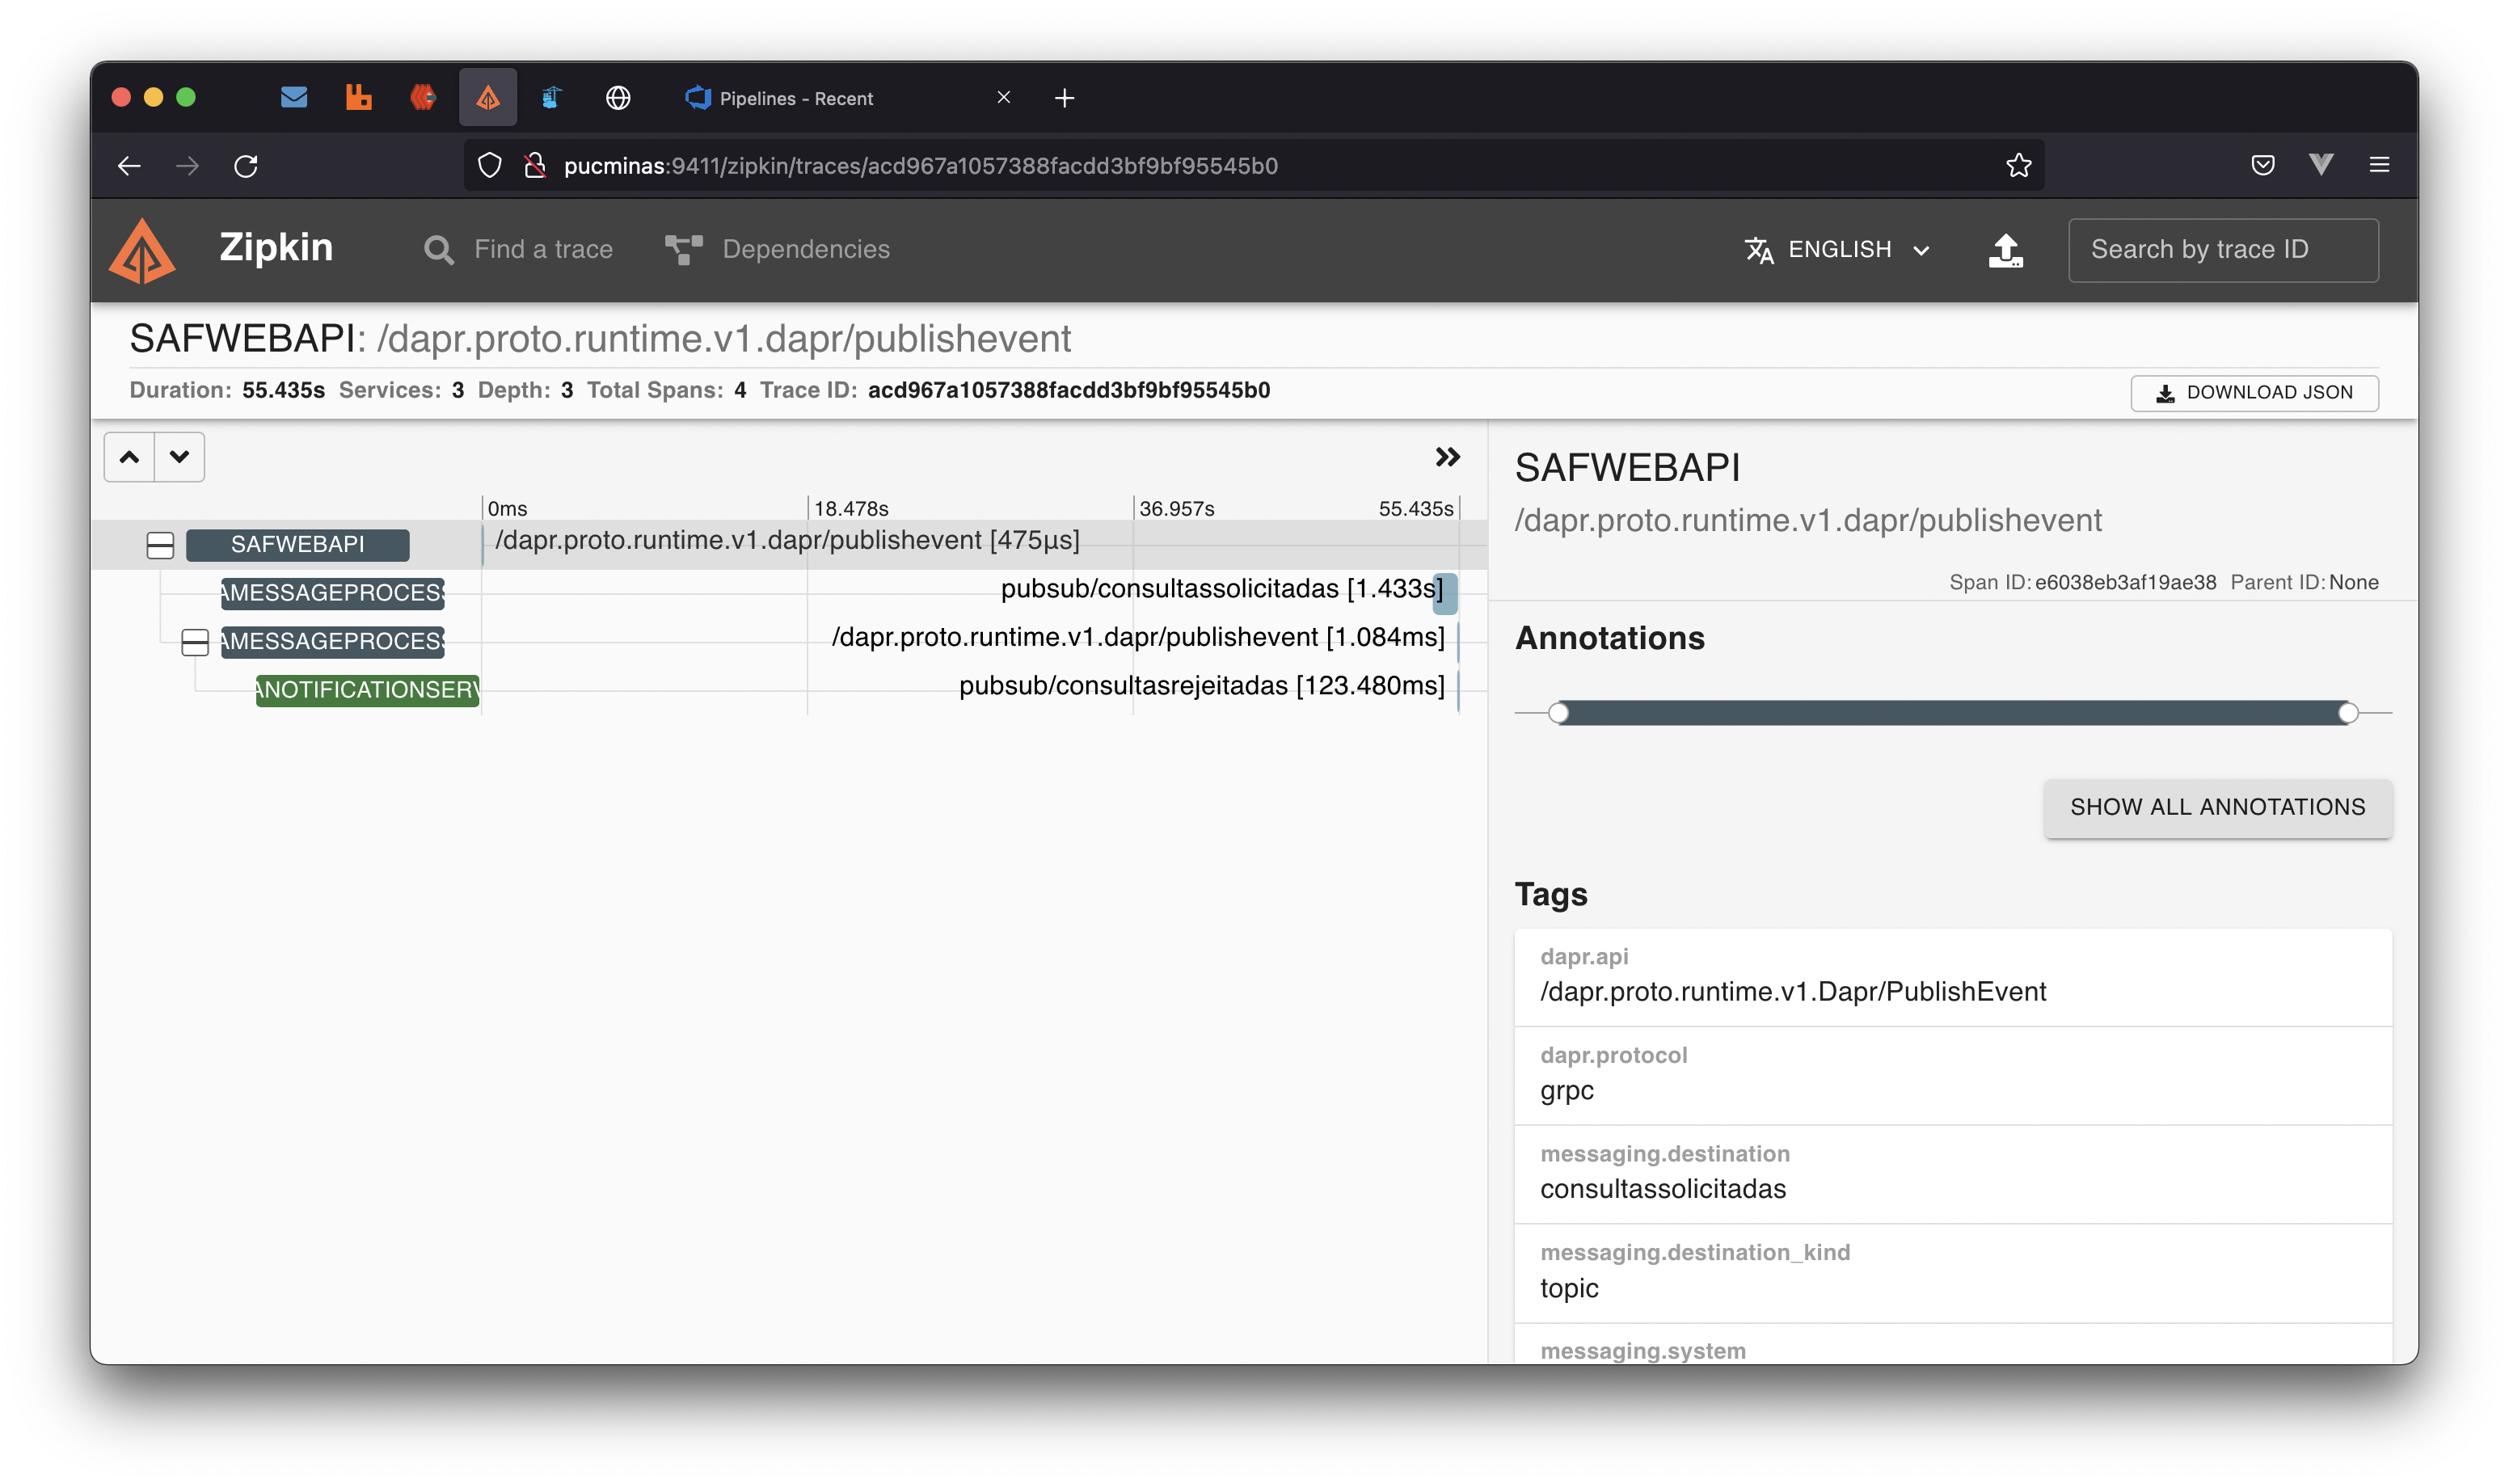 Pipelines - Recent
pucminas:9411/zipkin/traces/acd967a1057388facdd3bf9bf95545b0
Zipkin
Find a trace
Dependencies
ENGLISH
Search by trace ID
SAFWEBAPI: /dapr.proto.runtime.v1.dapr/publishevent
Duration: 55.435s Services: 3 Depth: 3 Total Spans: 4 Trace ID: acd967a1057388facdd3bf9bf95545b0
DOWNLOAD JSON
0ms 18.478s 36.957s 55.435s
SAFWEBAPI /dapr.proto.runtime.v1.dapr/publishevent [475μs]
AMESSAGEPROCESS pubsub/consultassolicitadas [1.433s]
AMESSAGEPROCESS /dapr.proto.runtime.v1.dapr/publishevent [1.084ms]
ANOTIFICATIONSERV pubsub/consultasrejeitadas [123.480ms]
SAFWEBAPI
/dapr.proto.runtime.v1.dapr/publishevent
Span ID: e6038eb3af19ae38 Parent ID: None
Annotations
SHOW ALL ANNOTATIONS
Tags
dapr.api
/dapr.proto.runtime.v1.Dapr/PublishEvent
dapr.protocol
grpc
messaging.destination
consultassolicitadas
messaging.destination_kind
topic
messaging.system